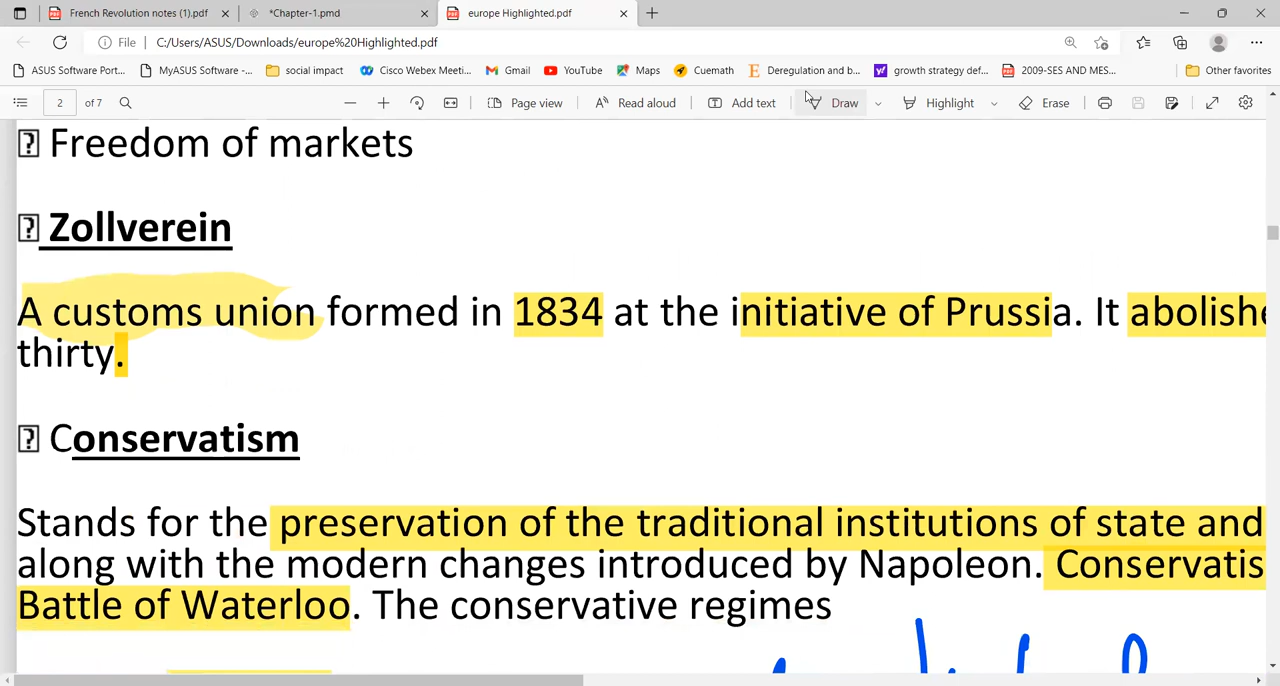 French Revolution notes (1).pdf
*Chapter-1.pmd
europe Highlighted.pdf
File
C:/Users/ASUS/Downloads/europe%20Highlighted.pdf
ASUS Software Port...
MyASUS Software -...
social impact
Cisco Webex Meeti...
Gmail
YouTube
Maps
Cuemath
Deregulation and b...
growth strategy def...
2009-SES AND MES...
Other favorites
2 of 7
Page view
Read aloud
Add text
Draw
Highlight
Erase
Freedom of markets
Zollverein
A customs union formed in 1834 at the initiative of Prussia. It abolishe
thirty.
Conservatism
Stands for the preservation of the traditional institutions of state and
along with the modern changes introduced by Napoleon. Conservatis
Battle of Waterloo. The conservative regimes